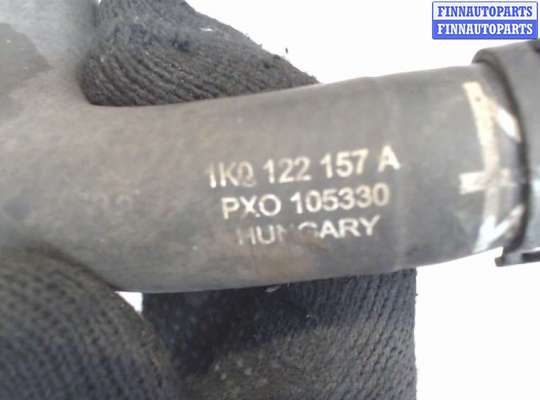 FINNAUTOPARTS
FINNAUTOPARTS
1K0 122 157 A
PXO 105330
HUNGARY